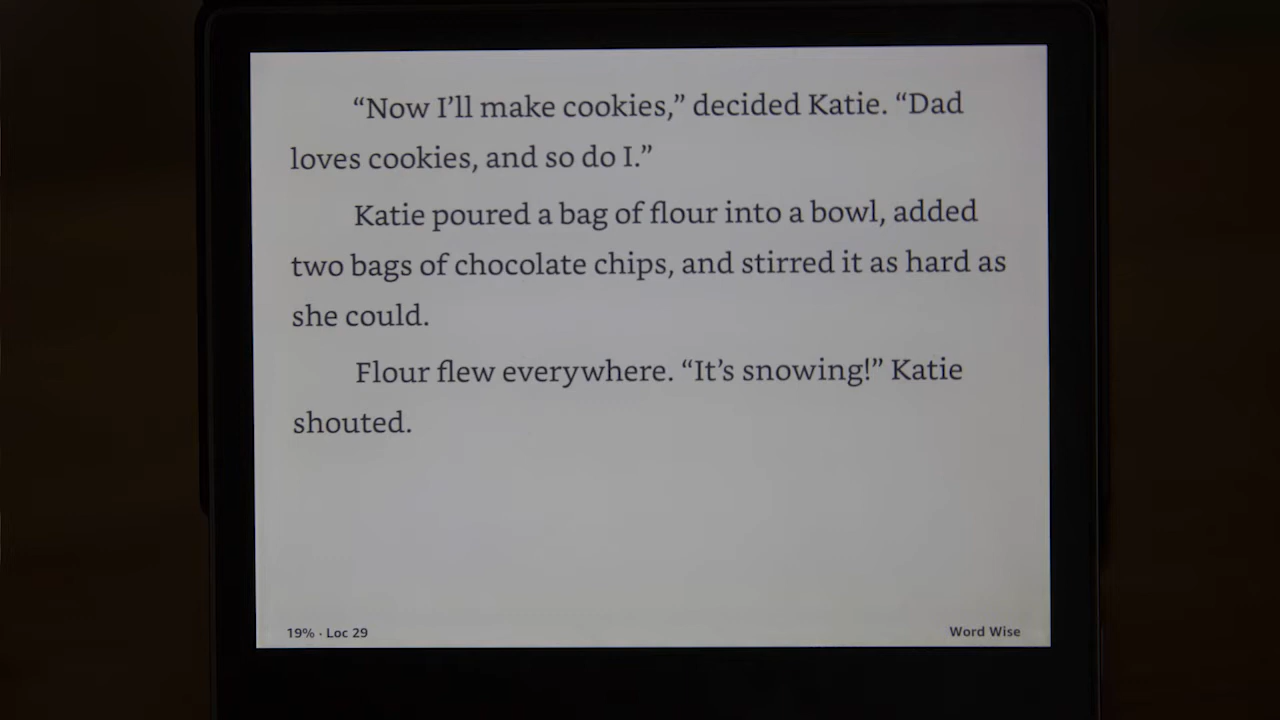 “Now I’ll make cookies,” decided Katie. “Dad
loves cookies, and so do I.”
Katie poured a bag of flour into a bowl, added
two bags of chocolate chips, and stirred it as hard as
she could.
Flour flew everywhere. “It’s snowing!” Katie
shouted.
19% · Loc 29
Word Wise